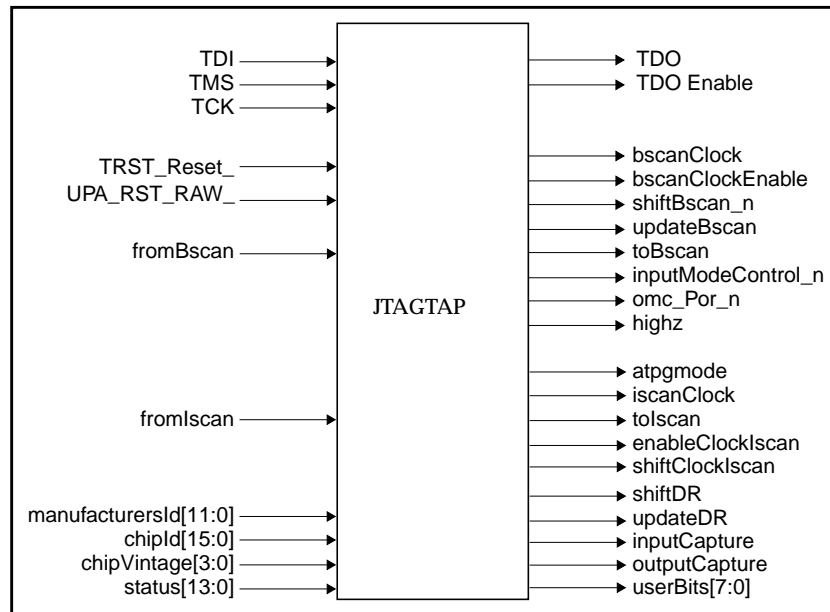 TDI
TMS
TCK
TRST_Reset_
UPA_RST_RAW_
fromBscan
fromIscan
manufacturersId[11:0]
chipId[15:0]
chipVintage[3:0]
status[13:0]
JTAGTAP
TDO
TDO Enable
bscanClock
bscanClockEnable
shiftBscan_n
updateBscan
toBscan
inputModeControl_n
omc_Por_n
highz
atpgmode
iscanClock
toIscan
enableClockIscan
shiftClockIscan
shiftDR
updateDR
inputCapture
outputCapture
userBits[7:0]